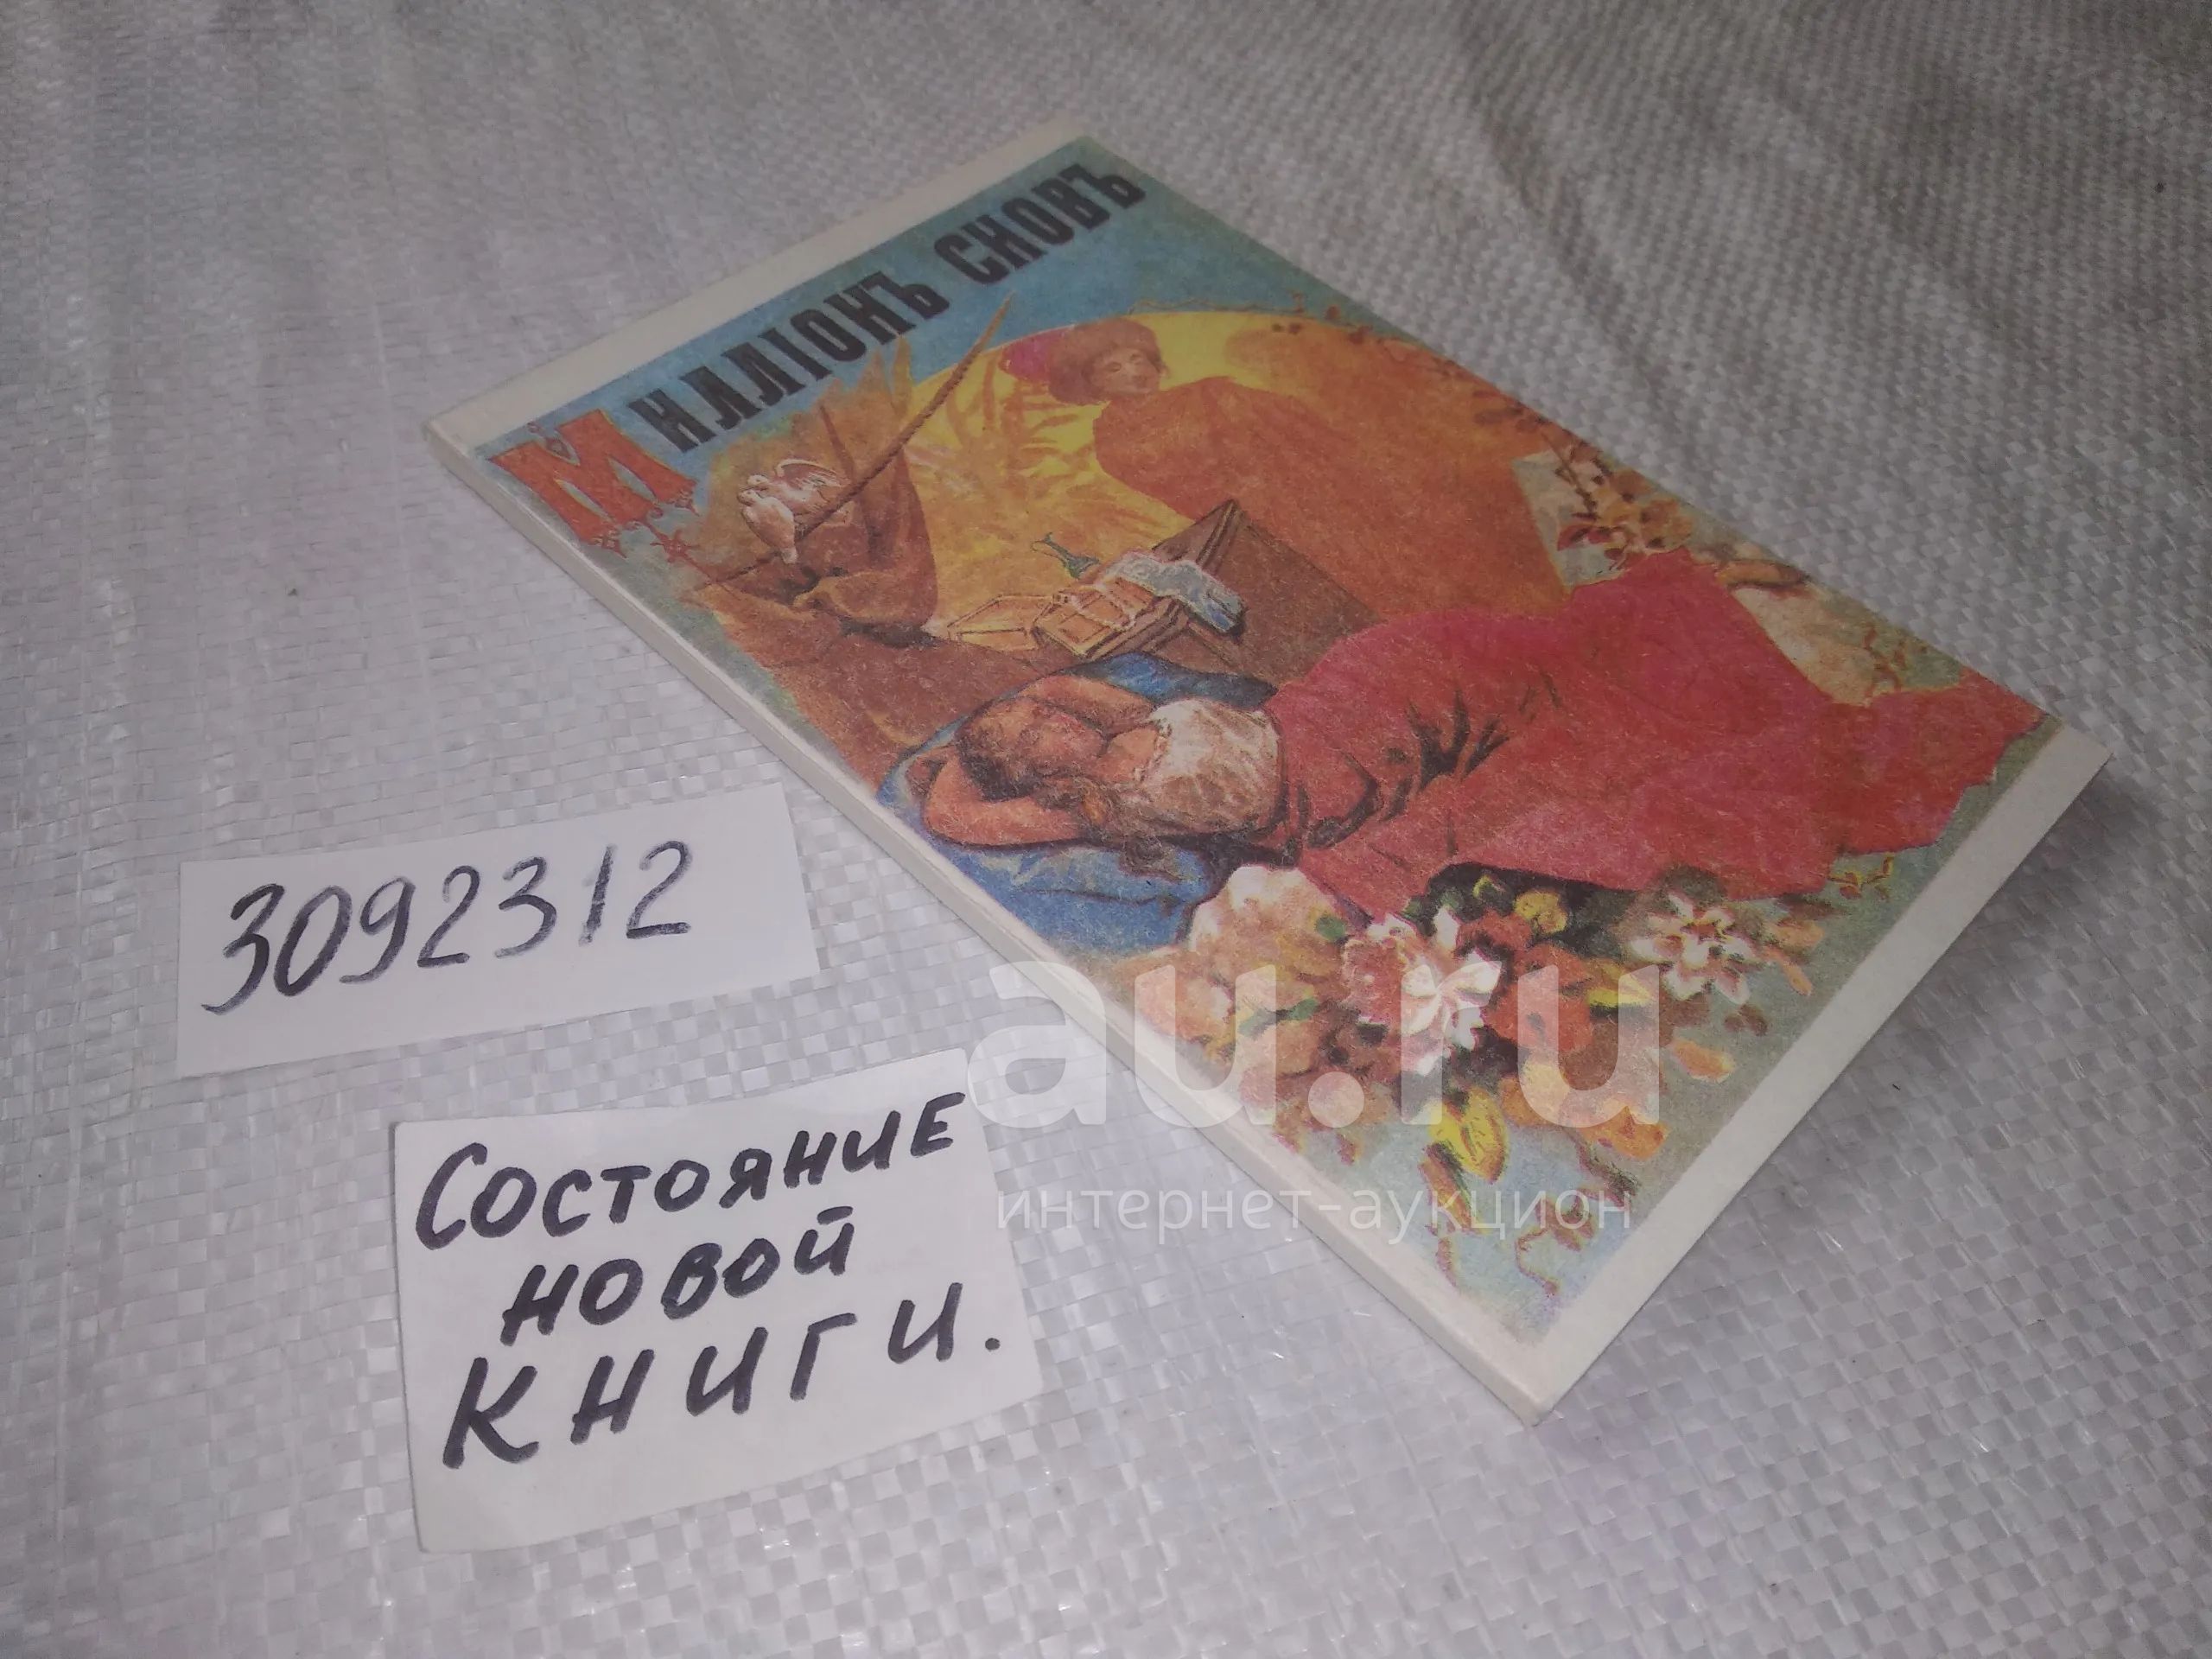 Милліонъ сновъ
3092312
Состояние
новой
книги.
au.ru
интернет-аукцион